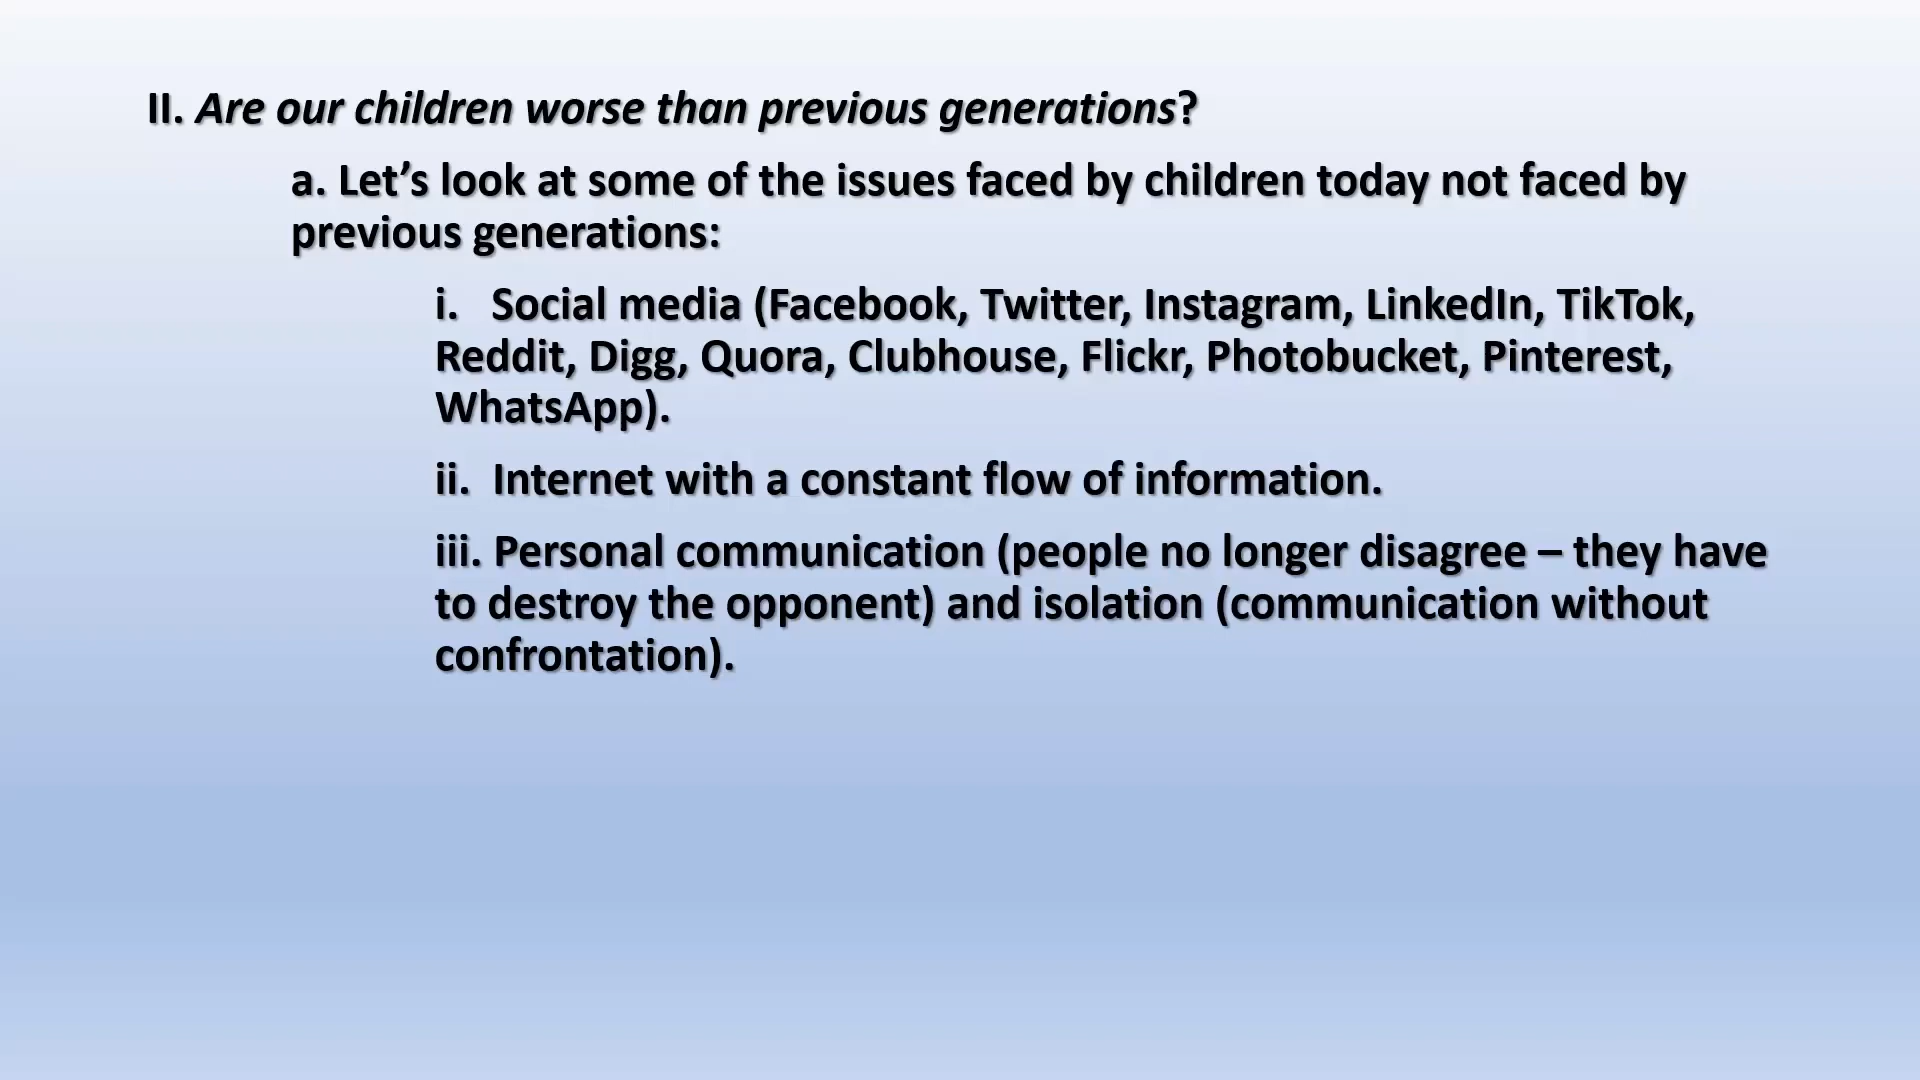 II. Are our children worse than previous generations?
a. Let’s look at some of the issues faced by children today not faced by
previous generations:
i. Social media (Facebook, Twitter, Instagram, LinkedIn, TikTok,
Reddit, Digg, Quora, Clubhouse, Flickr, Photobucket, Pinterest,
WhatsApp).
ii. Internet with a constant flow of information.
iii. Personal communication (people no longer disagree – they have
to destroy the opponent) and isolation (communication without
confrontation).